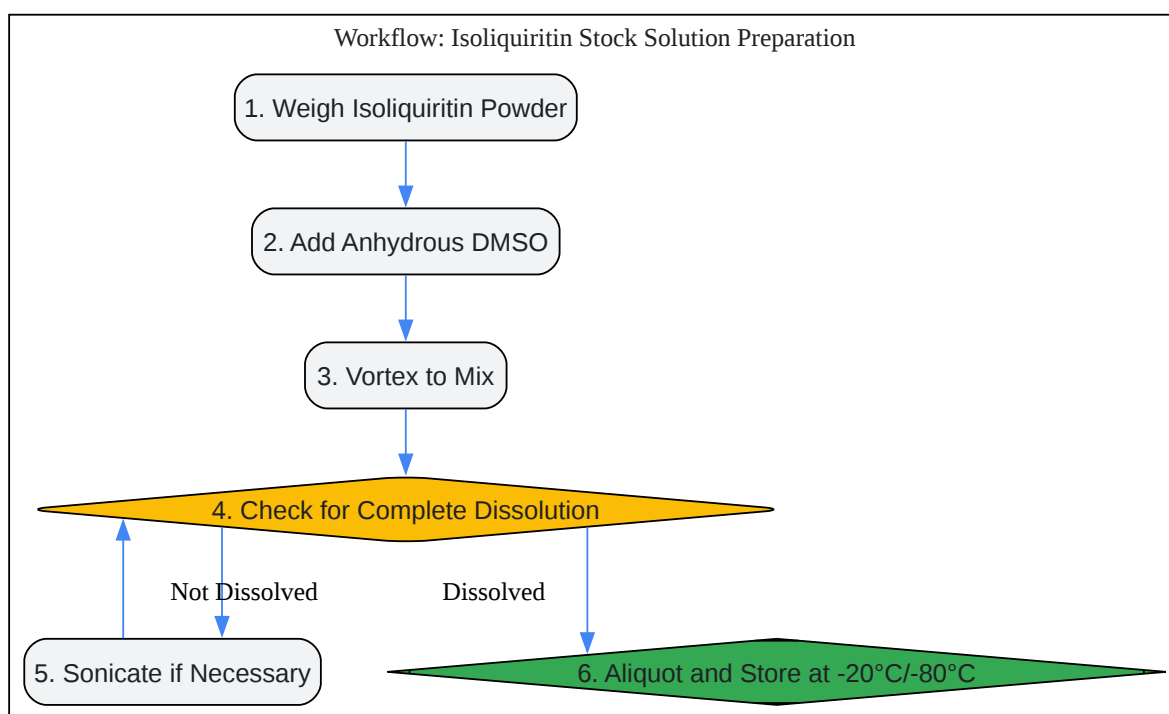 Workflow: Isoliquiritin Stock Solution Preparation
1. Weigh Isoliquiritin Powder
2. Add Anhydrous DMSO
3. Vortex to Mix
4. Check for Complete Dissolution
Not Dissolved
Dissolved
5. Sonicate if Necessary
6. Aliquot and Store at -20°C/-80°C